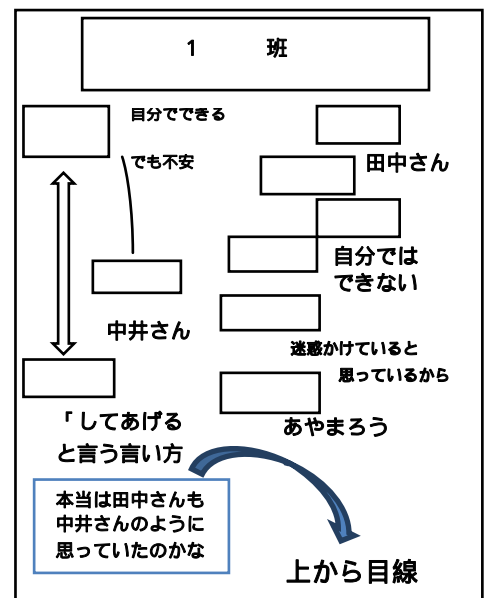 1 班
自分でできる
でも不安
田中さん
自分では
できない
中井さん
迷惑かけていると
思っているから
あやまろう
「してあげる
と言う言い方
本当は田中さんも
中井さんのように
思っていたのかな
上から目線